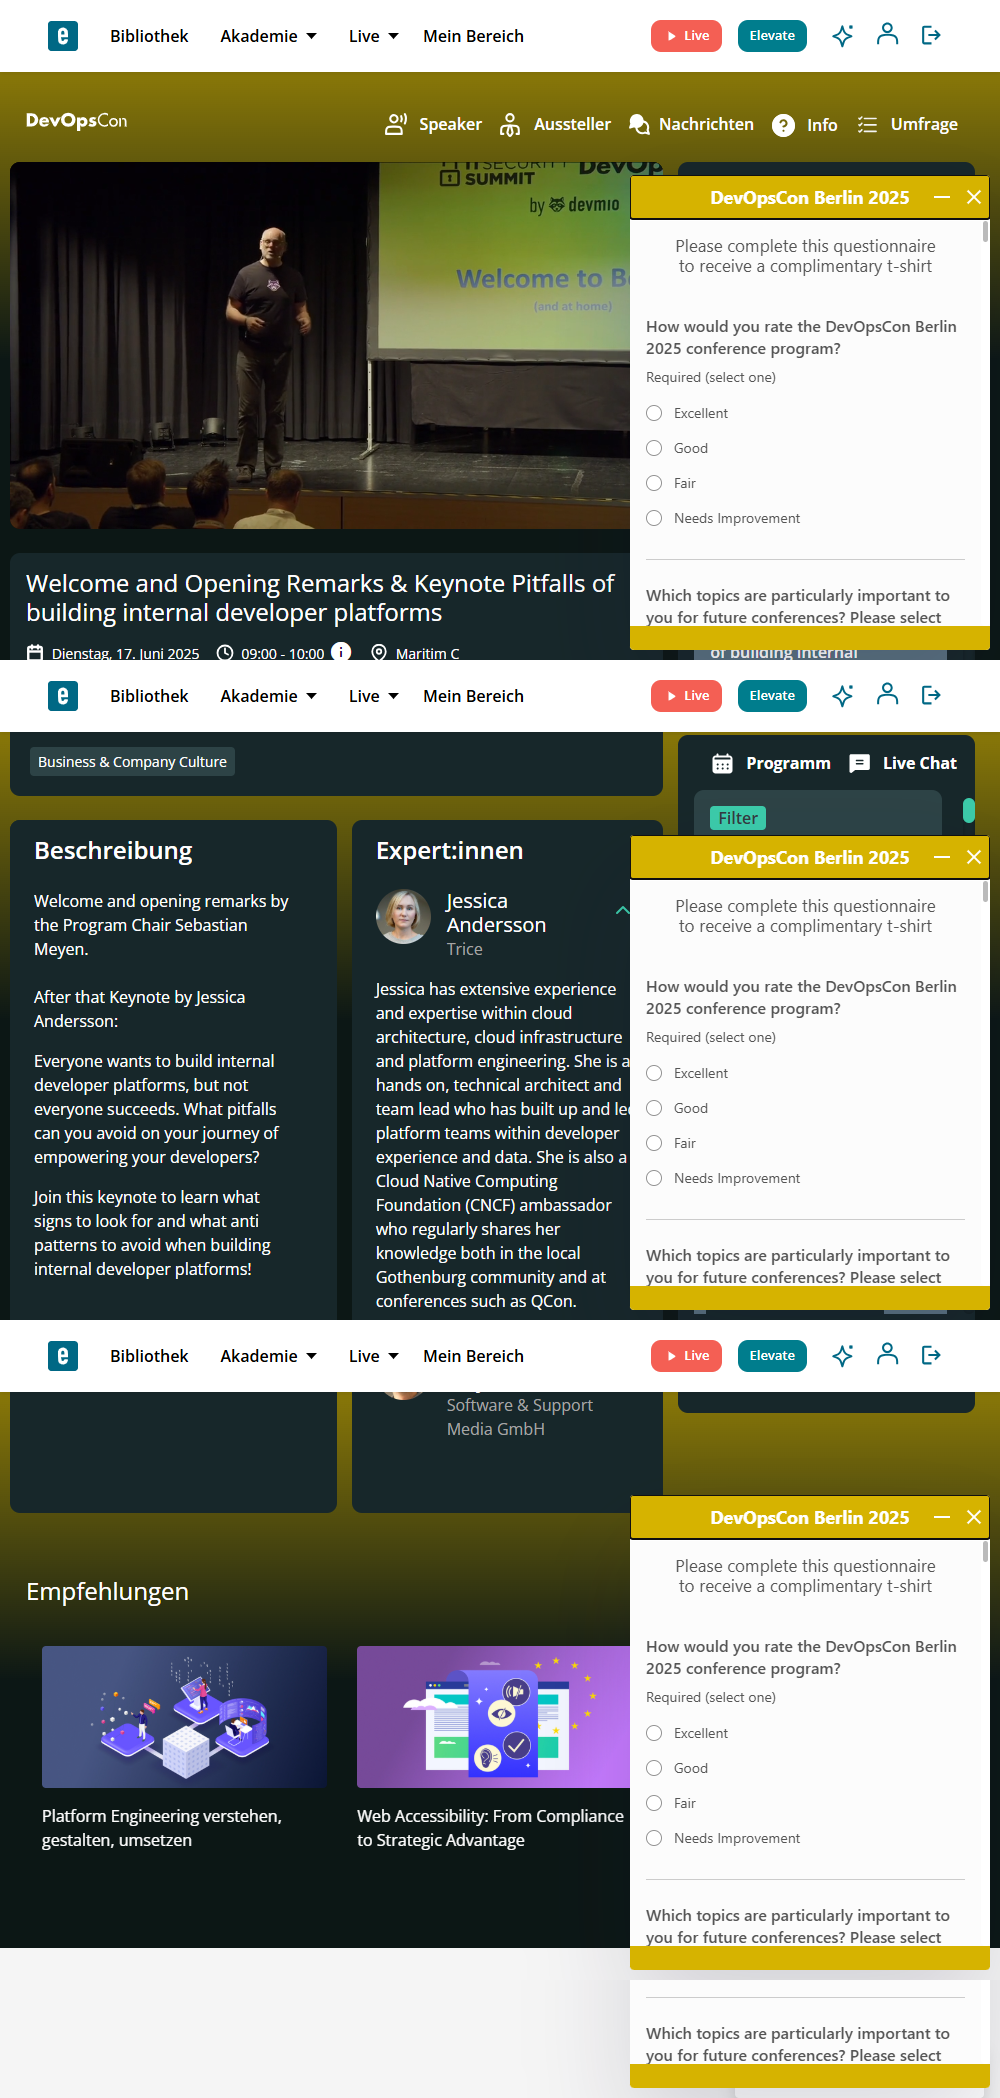 e
Bibliothek
Akademie
Live
Mein Bereich
Live
Elevate
DevOpsCon
Speaker
Aussteller
Nachrichten
Info
Umfrage
IT SECURITY
SUMMIT
DevOp
by devmio
Welcome to Be
(and at home)
DevOpsCon Berlin 2025
Please complete this questionnaire
to receive a complimentary t-shirt
How would you rate the DevOpsCon Berlin
2025 conference program?
Required (select one)
Excellent
Good
Fair
Needs Improvement
Which topics are particularly important to
you for future conferences? Please select
Welcome and Opening Remarks & Keynote Pitfalls of
building internal developer platforms
Dienstag, 17. Juni 2025
09:00 - 10:00
Maritim C
of building internal
e
Bibliothek
Akademie
Live
Mein Bereich
Live
Elevate
Business & Company Culture
Programm
Live Chat
Filter
Beschreibung
Welcome and opening remarks by
the Program Chair Sebastian
Meyen.
After that Keynote by Jessica
Andersson:
Everyone wants to build internal
developer platforms, but not
everyone succeeds. What pitfalls
can you avoid on your journey of
empowering your developers?
Join this keynote to learn what
signs to look for and what anti
patterns to avoid when building
internal developer platforms!
Expert:innen
Jessica
Andersson
Trice
Jessica has extensive experience
and expertise within cloud
architecture, cloud infrastructure
and platform engineering. She is a
hands on, technical architect and
team lead who has built up and led
platform teams within developer
experience and data. She is also a
Cloud Native Computing
Foundation (CNCF) ambassador
who regularly shares her
knowledge both in the local
Gothenburg community and at
conferences such as QCon.
DevOpsCon Berlin 2025
Please complete this questionnaire
to receive a complimentary t-shirt
How would you rate the DevOpsCon Berlin
2025 conference program?
Required (select one)
Excellent
Good
Fair
Needs Improvement
Which topics are particularly important to
you for future conferences? Please select
e
Bibliothek
Akademie
Live
Mein Bereich
Live
Elevate
Software & Support
Media GmbH
DevOpsCon Berlin 2025
Please complete this questionnaire
to receive a complimentary t-shirt
How would you rate the DevOpsCon Berlin
2025 conference program?
Required (select one)
Excellent
Good
Fair
Needs Improvement
Which topics are particularly important to
you for future conferences? Please select
Empfehlungen
Platform Engineering verstehen,
gestalten, umsetzen
Web Accessibility: From Compliance
to Strategic Advantage
Which topics are particularly important to
you for future conferences? Please select